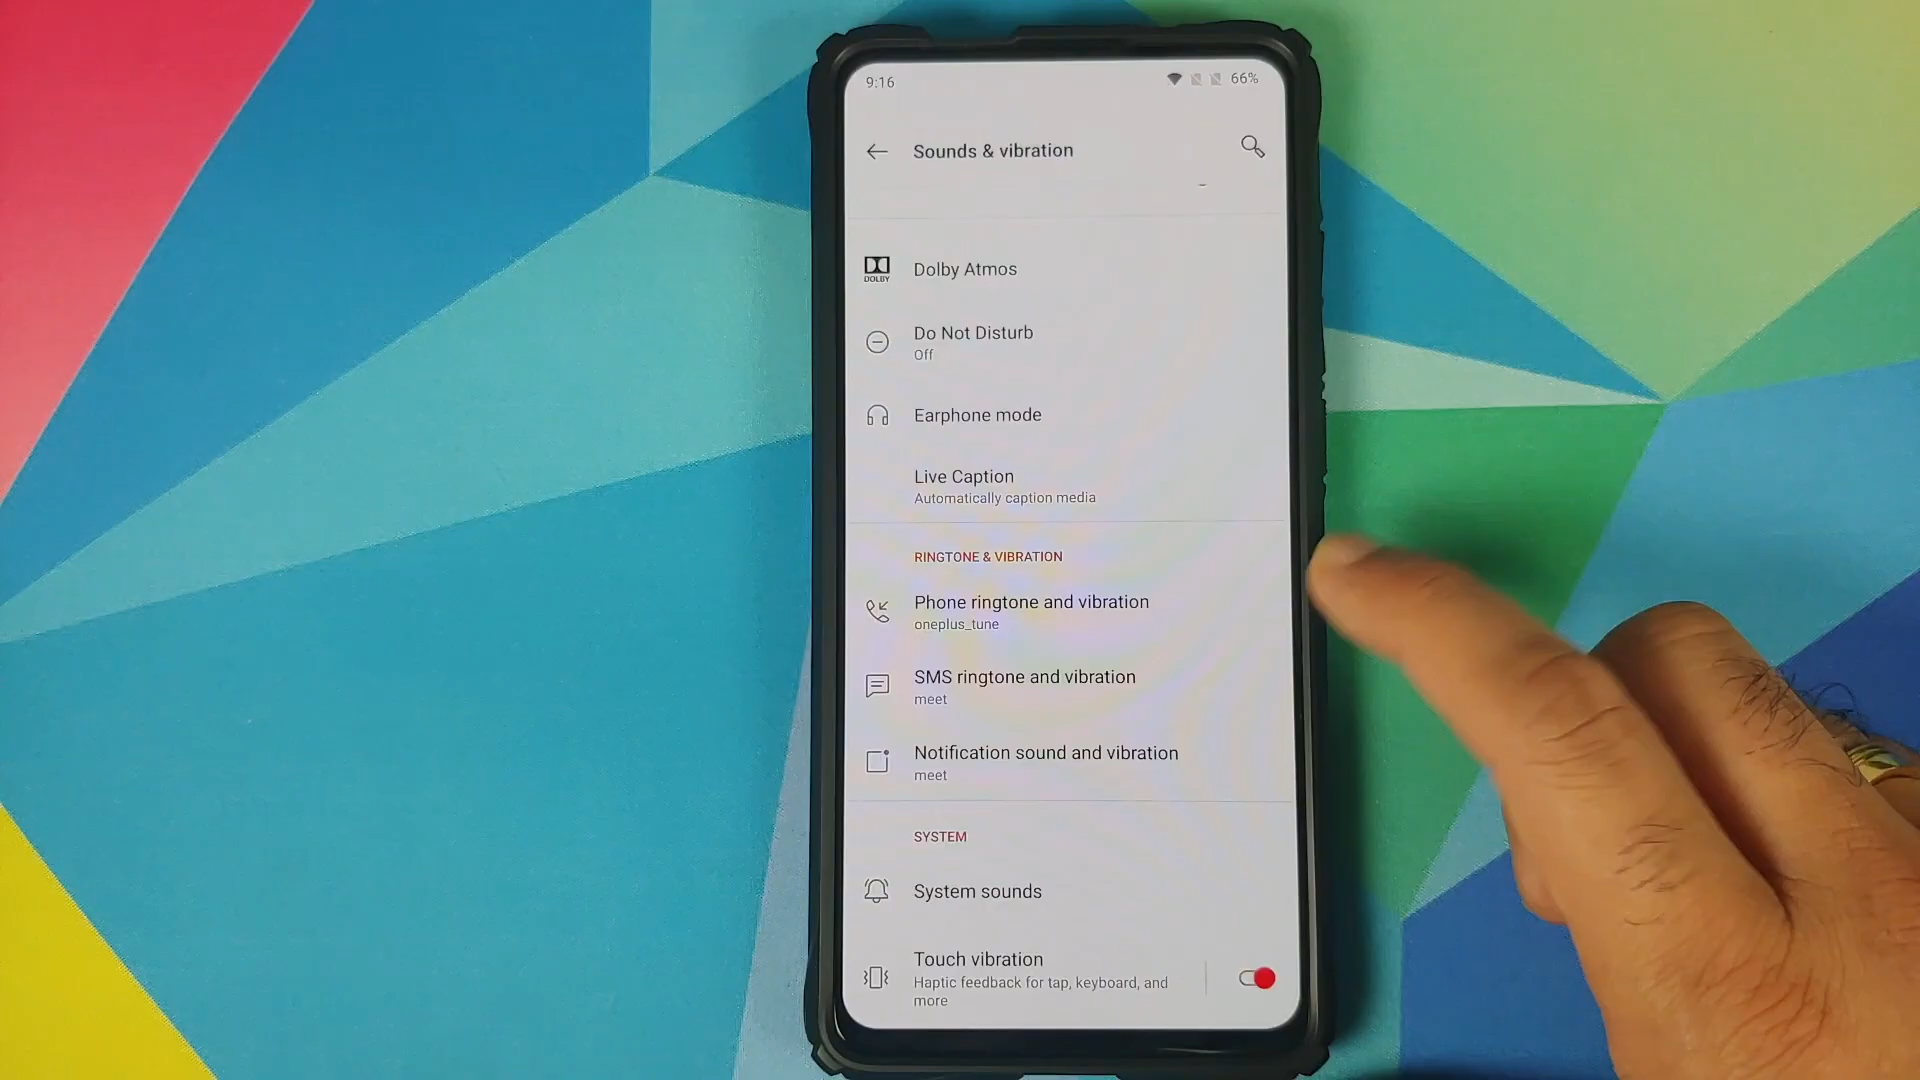 9:16
66%
Sounds & vibration
DOLBY
Dolby Atmos
Do Not Disturb
Off
Earphone mode
Live Caption
Automatically caption media
RINGTONE & VIBRATION
Phone ringtone and vibration
oneplus_tune
SMS ringtone and vibration
meet
Notification sound and vibration
meet
SYSTEM
System sounds
Touch vibration
Haptic feedback for tap, keyboard, and
more